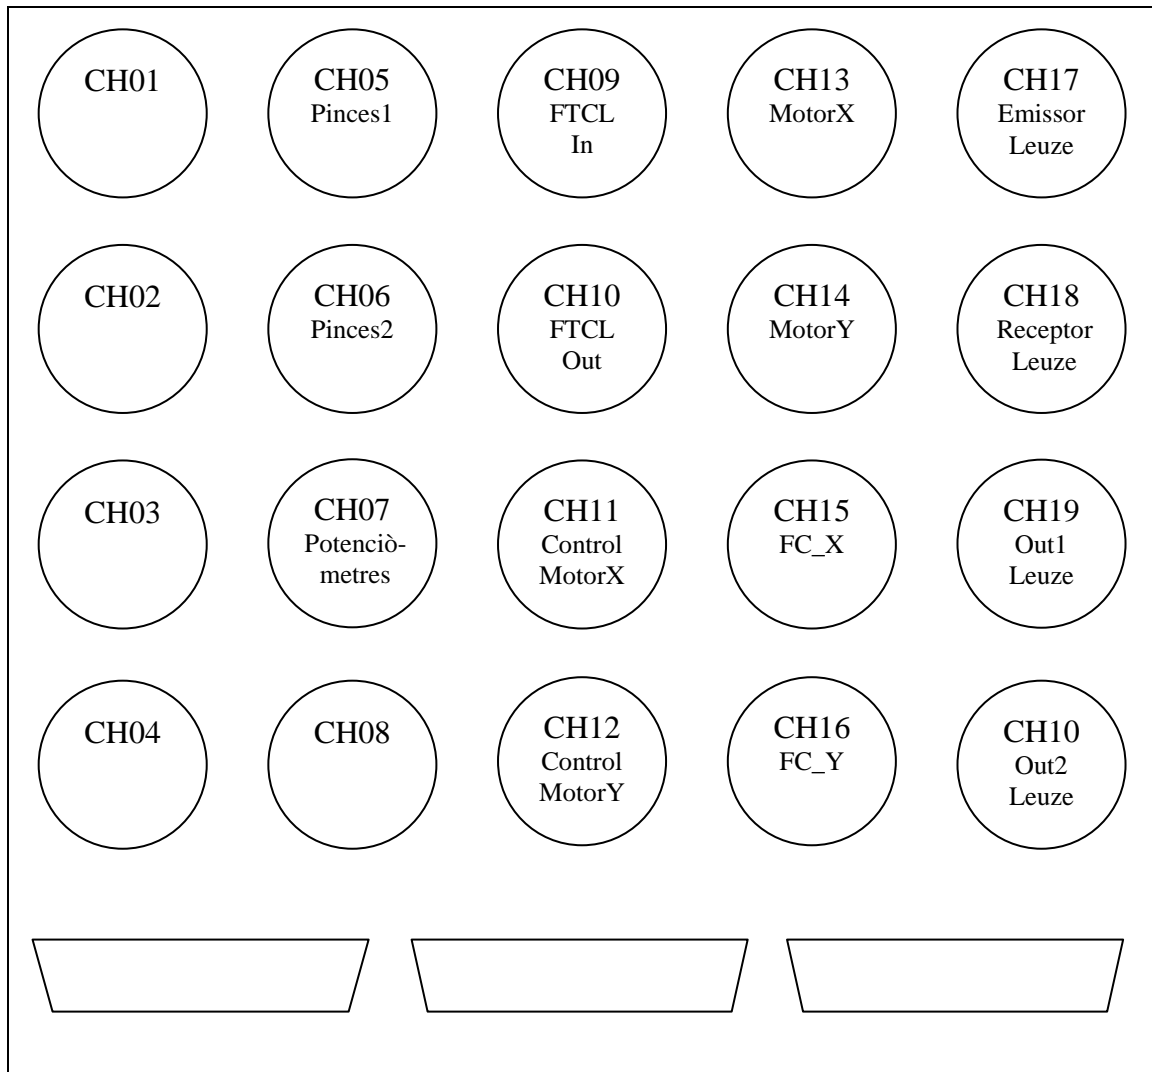 CH01
CH05
Pinces1
CH09
FTCL
In
CH13
MotorX
CH17
Emissor
Leuze
CH02
CH06
Pinces2
CH10
FTCL
Out
CH14
MotorY
CH18
Receptor
Leuze
CH03
CH07
Potenciò-
metres
CH11
Control
MotorX
CH15
FC_X
CH19
Out1
Leuze
CH04
CH08
CH12
Control
MotorY
CH16
FC_Y
CH10
Out2
Leuze